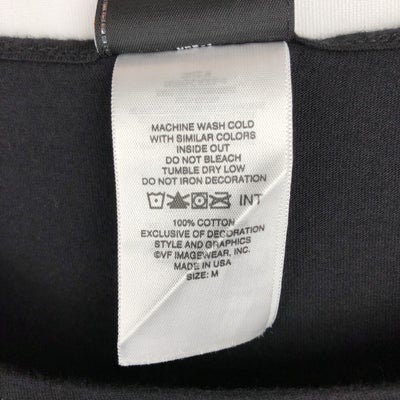 MACHINE WASH COLD
WITH SIMILAR COLORS
INSIDE OUT
DO NOT BLEACH
TUMBLE DRY LOW
DO NOT IRON DECORATION
INT
100% COTTON
EXCLUSIVE OF DECORATION
STYLE AND GRAPHICS
©VF IMAGEWEAR, INC.
MADE IN USA
SIZE: M